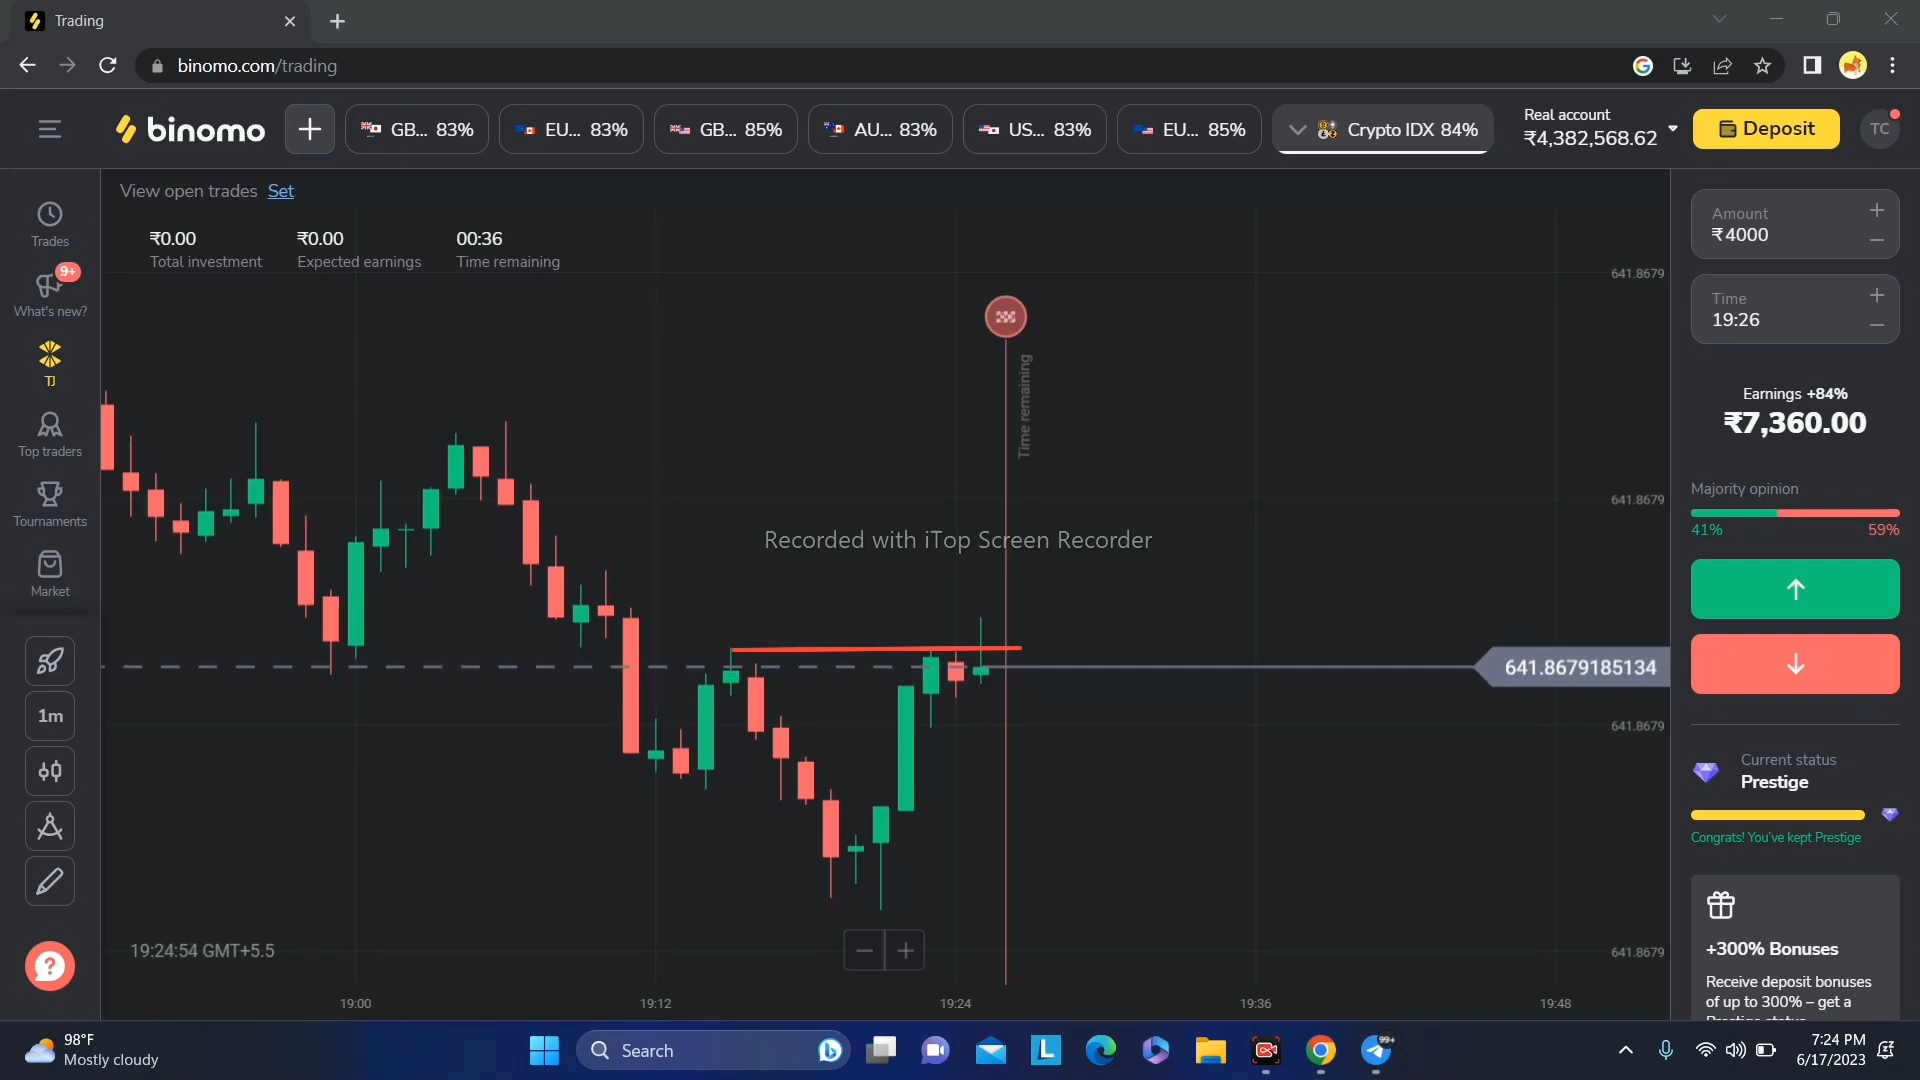 Trading
binomo.com/trading
binomo
GB... 83%
EU... 83%
GB... 85%
AU... 83%
US... 83%
EU... 85%
Crypto IDX 84%
Real account
₹4,382,568.62
Deposit
TC
View open trades Set
₹0.00
Total investment
₹0.00
Expected earnings
00:36
Time remaining
Trades
9+
What's new?
TJ
Top traders
Tournaments
Market
1m
641.8679
641.8679
641.8679
641.8679
Time remaining
Recorded with iTop Screen Recorder
641.8679185134
19:24:54 GMT+5.5
19:00
19:12
19:24
19:36
19:48
Amount
₹4000
Time
19:26
Earnings +84%
₹7,360.00
Majority opinion
41%
59%
Current status
Prestige
Congrats! You've kept Prestige
+300% Bonuses
Receive deposit bonuses
of up to 300% – get a
98°F
Mostly cloudy
Search
L
99+
7:24 PM
6/17/2023